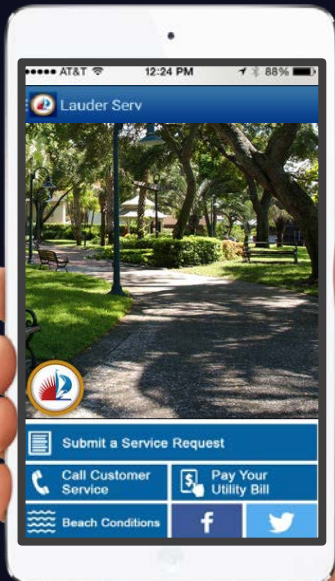 AT&T 12:24 PM 88%
Lauder Serv
Submit a Service Request
Call Customer
Service
Pay Your
Utility Bill
Beach Conditions